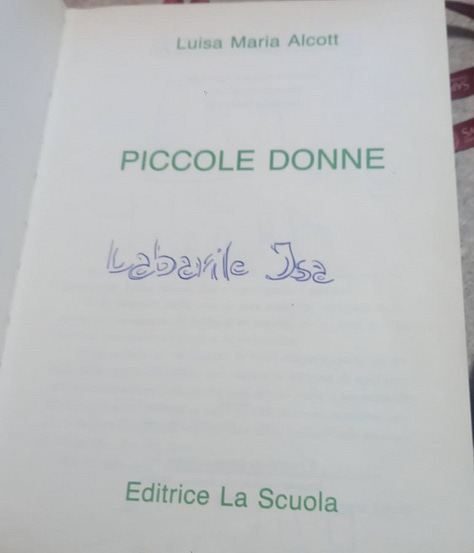 Luisa Maria Alcott
PICCOLE DONNE
Labarile Isa
Editrice La Scuola